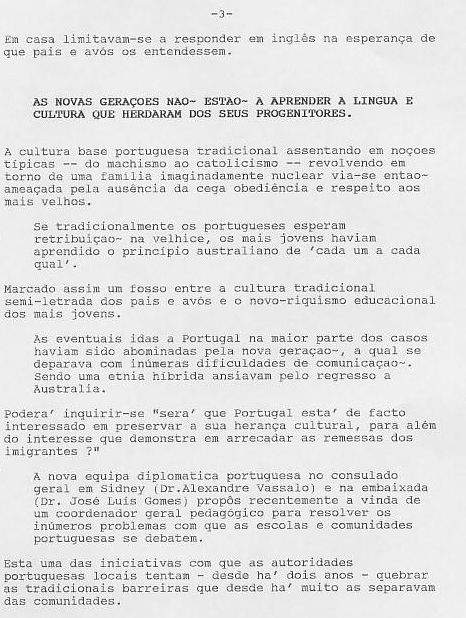 -3-
Em casa limitavam-se a responder em inglês na esperança de
que pais e avós os entendessem.
AS NOVAS GERAÇOES NAO~ ESTAO~ A APRENDER A LINGUA E
CULTURA QUE HERDARAM DOS SEUS PROGENITORES.
A cultura base portuguesa tradicional assentando em noçoes
típicas -- do machismo ao catolicismo -- revolvendo em
torno de uma familia imaginadamente nuclear via-se entao~
ameaçada pela ausência da cega obediência e respeito aos
mais velhos.
Se tradicionalmente os portugueses esperam
retribuiçao~ na velhice, os mais jovens haviam
aprendido o princípio australiano de 'cada um a cada
qual'.
Marcado assim um fosso entre a cultura tradicional
semi-letrada dos pais e avós e o novo-riquismo educacional
dos mais jovens.
As eventuais idas a Portugal na maior parte dos casos
haviam sido abominadas pela nova geraçao~, a qual se
deparava com inúmeras dificuldades de comunicaçao~.
Sendo uma etnia híbrida ansiavam pelo regresso a
Australia.
Podera' inquirir-se "sera' que Portugal esta' de facto
interessado em preservar a sua herança cultural, para além
do interesse que demonstra em arrecadar as remessas dos
imigrantes ?"
A nova equipa diplomatica portuguesa no consulado
geral em Sidney (Dr.Alexandre Vassalo) e na embaixada
(Dr. José Luís Gomes) propôs recentemente a vinda de
um coordenador geral pedagógico para resolver os
inúmeros problemas com que as escolas e comunidades
portuguesas se debatem.
Esta uma das iniciativas com que as autoridades
portuguesas locais tentam - desde ha' dois anos - quebrar
as tradicionais barreiras que desde ha' muito as separavam
das comunidades.